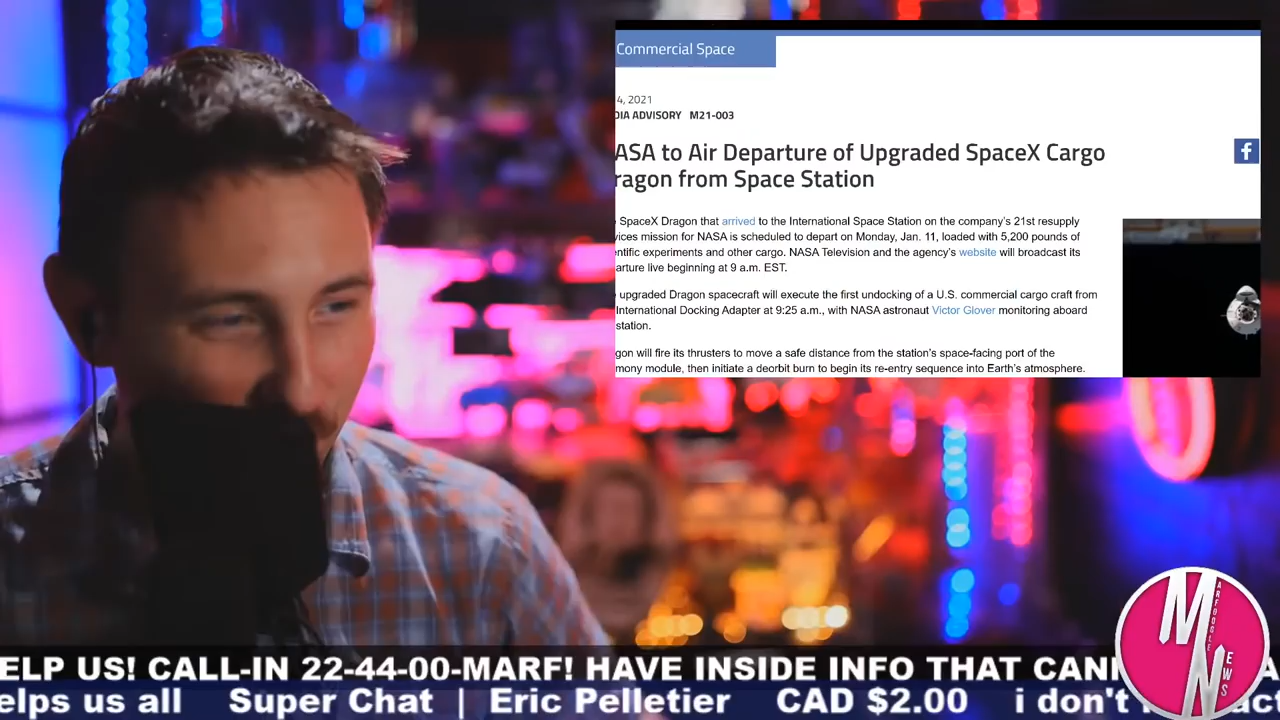 Commercial Space
4, 2021
DIA ADVISORY M21-003
ASA to Air Departure of Upgraded SpaceX Cargo
ragon from Space Station
SpaceX Dragon that arrived to the International Space Station on the company's 21st resupply
vices mission for NASA is scheduled to depart on Monday, Jan. 11, loaded with 5,200 pounds of
entific experiments and other cargo. NASA Television and the agency's website will broadcast its
arture live beginning at 9 a.m. EST.
upgraded Dragon spacecraft will execute the first undocking of a U.S. commercial cargo craft from
International Docking Adapter at 9:25 a.m., with NASA astronaut Victor Glover monitoring aboard
station.
gon will fire its thrusters to move a safe distance from the station's space-facing port of the
mony module, then initiate a deorbit burn to begin its re-entry sequence into Earth's atmosphere.
f
MARFOOGLE
NEWS
ELP US! CALL-IN 22-44-00-MARF! HAVE INSIDE INFO THAT CAN
elps us all Super Chat | Eric Pelletier CAD $2.00 i don't